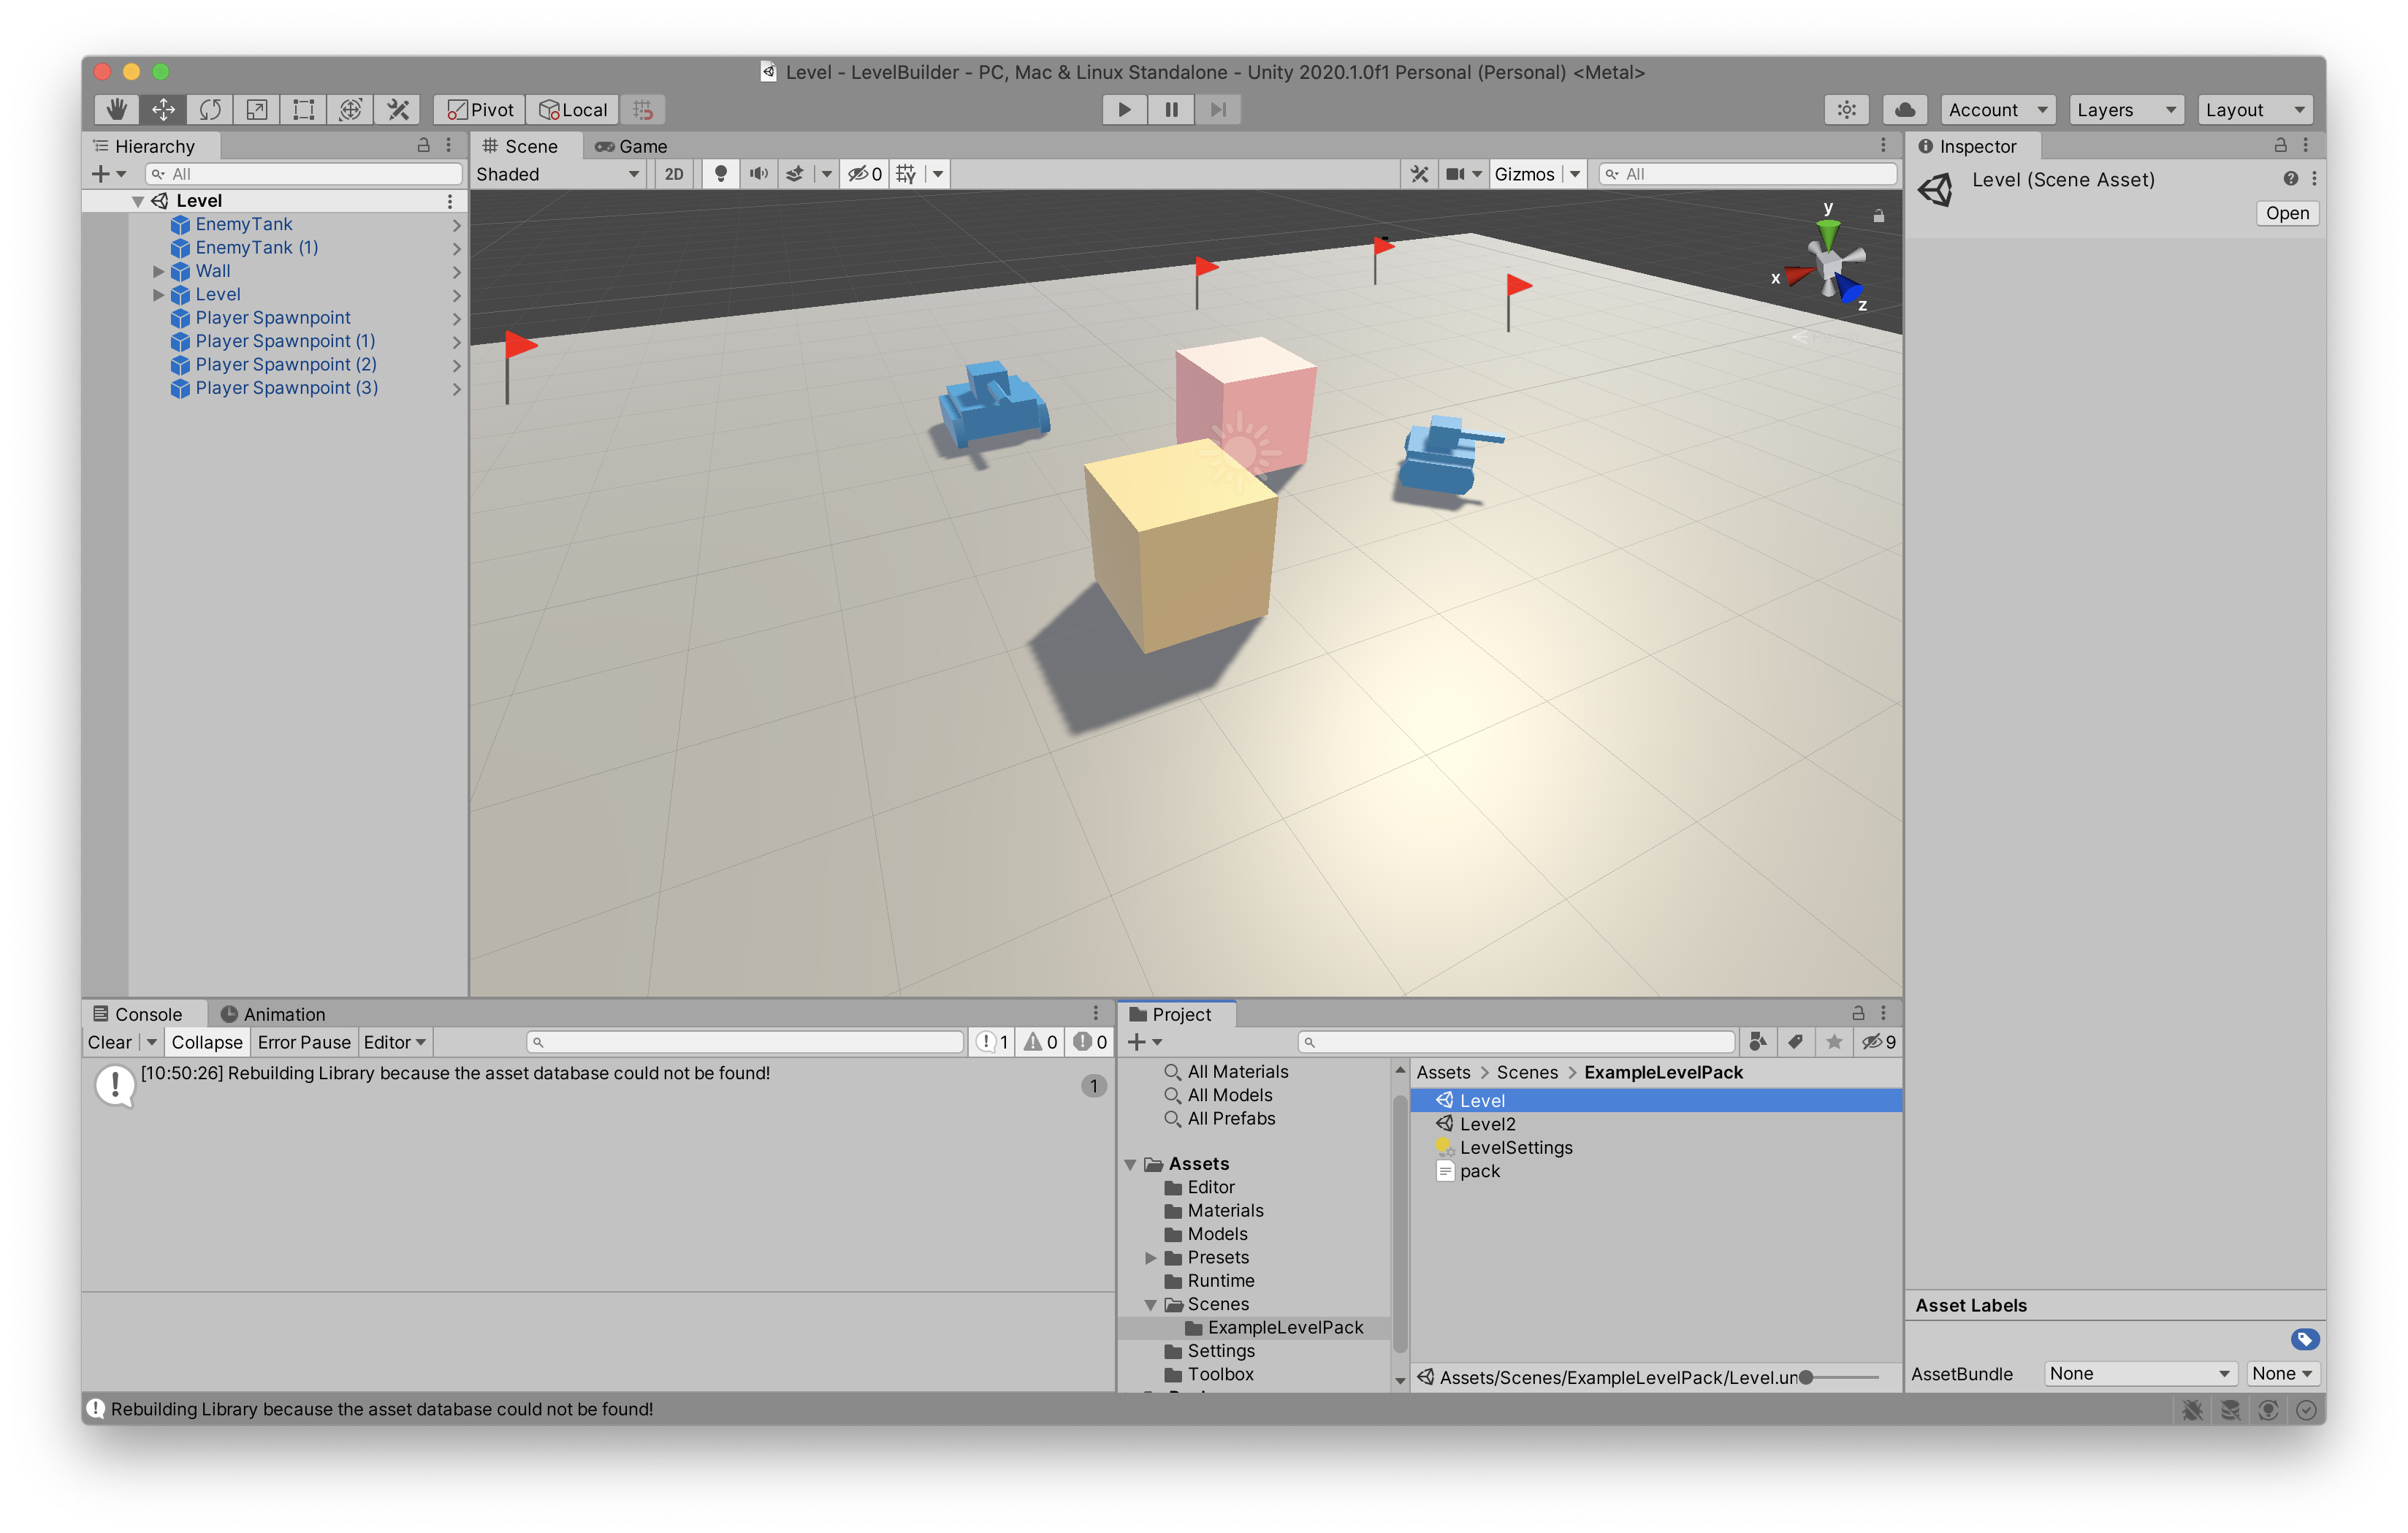 Level - LevelBuilder - PC, Mac & Linux Standalone - Unity 2020.1.0f1 Personal (Personal) <Metal>
Pivot Local Account Layers Layout
Hierarchy
All
Level
EnemyTank
EnemyTank (1)
Wall
Level
Player Spawnpoint
Player Spawnpoint (1)
Player Spawnpoint (2)
Player Spawnpoint (3)
Scene Game
Shaded 2D 0 Gizmos All
y
x
z
Inspector
Level (Scene Asset)
Open
Console Animation
Clear Collapse Error Pause Editor 1 0 0
[10:50:26] Rebuilding Library because the asset database could not be found!
1
Project
9
All Materials
All Models
All Prefabs
Assets
Editor
Materials
Models
Presets
Runtime
Scenes
ExampleLevelPack
Settings
Toolbox
Assets > Scenes > ExampleLevelPack
Level
Level2
LevelSettings
pack
Assets/Scenes/ExampleLevelPack/Level.un
Asset Labels
AssetBundle None None
Rebuilding Library because the asset database could not be found!